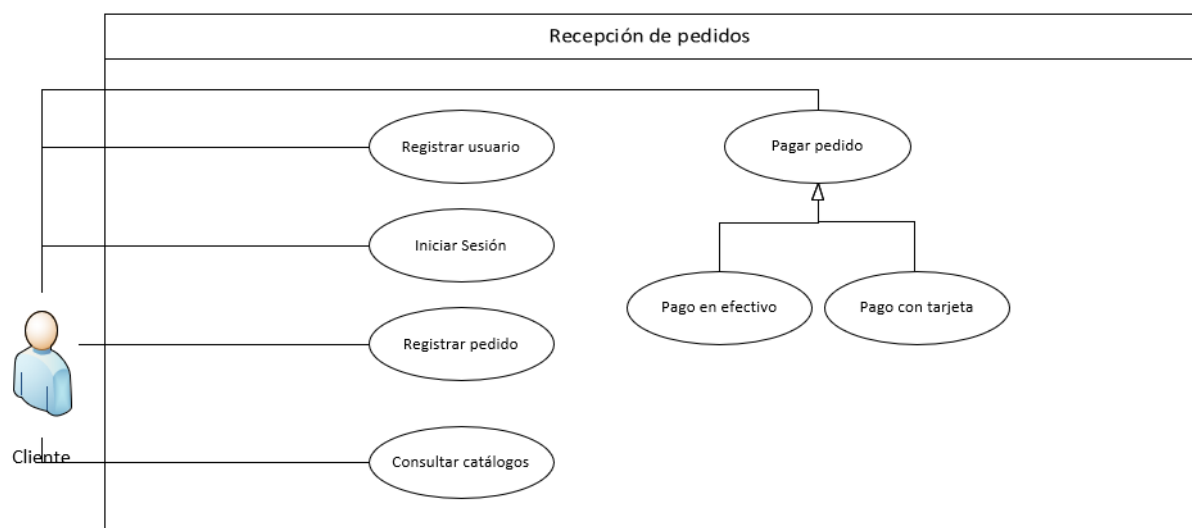 Recepción de pedidos
Registrar usuario
Pagar pedido
Iniciar Sesión
Pago en efectivo
Pago con tarjeta
Registrar pedido
Cliente
Consultar catálogos